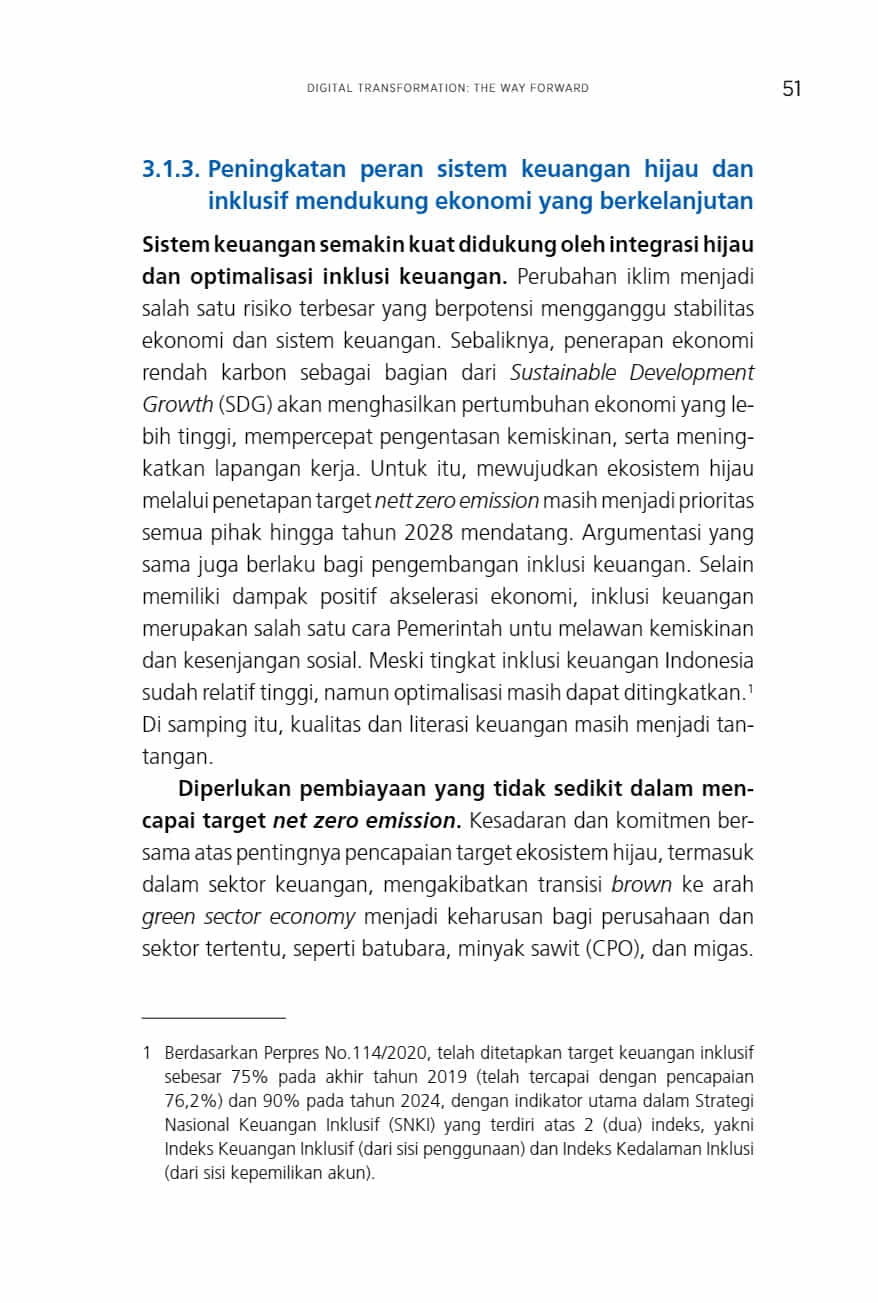 DIGITAL TRANSFORMATION: THE WAY FORWARD
51
3.1.3. Peningkatan peran sistem keuangan hijau dan
inklusif mendukung ekonomi yang berkelanjutan
Sistem keuangan semakin kuat didukung oleh integrasi hijau
dan optimalisasi inklusi keuangan. Perubahan iklim menjadi
salah satu risiko terbesar yang berpotensi mengganggu stabilitas
ekonomi dan sistem keuangan. Sebaliknya, penerapan ekonomi
rendah karbon sebagai bagian dari Sustainable Development
Growth (SDG) akan menghasilkan pertumbuhan ekonomi yang le-
bih tinggi, mempercepat pengentasan kemiskinan, serta mening-
katkan lapangan kerja. Untuk itu, mewujudkan ekosistem hijau
melalui penetapan target nett zero emission masih menjadi prioritas
semua pihak hingga tahun 2028 mendatang. Argumentasi yang
sama juga berlaku bagi pengembangan inklusi keuangan. Selain
memiliki dampak positif akselerasi ekonomi, inklusi keuangan
merupakan salah satu cara Pemerintah untu melawan kemiskinan
dan kesenjangan sosial. Meski tingkat inklusi keuangan Indonesia
sudah relatif tinggi, namun optimalisasi masih dapat ditingkatkan.¹
Di samping itu, kualitas dan literasi keuangan masih menjadi tan-
tangan.
Diperlukan pembiayaan yang tidak sedikit dalam men-
capai target net zero emission. Kesadaran dan komitmen ber-
sama atas pentingnya pencapaian target ekosistem hijau, termasuk
dalam sektor keuangan, mengakibatkan transisi brown ke arah
green sector economy menjadi keharusan bagi perusahaan dan
sektor tertentu, seperti batubara, minyak sawit (CPO), dan migas.
1 Berdasarkan Perpres No.114/2020, telah ditetapkan target keuangan inklusif
sebesar 75% pada akhir tahun 2019 (telah tercapai dengan pencapaian
76,2%) dan 90% pada tahun 2024, dengan indikator utama dalam Strategi
Nasional Keuangan Inklusif (SNKI) yang terdiri atas 2 (dua) indeks, yakni
Indeks Keuangan Inklusif (dari sisi penggunaan) dan Indeks Kedalaman Inklusi
(dari sisi kepemilikan akun).